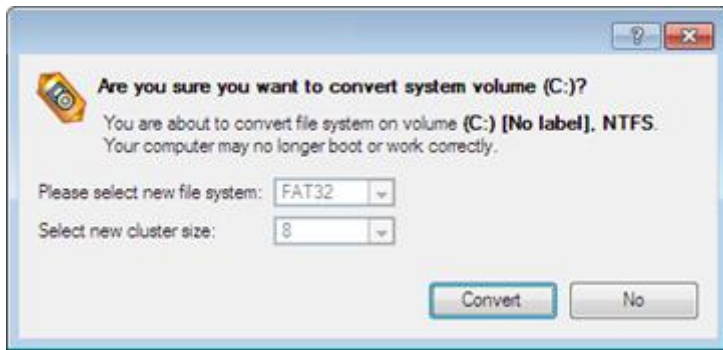 Are you sure you want to convert system volume (C:)?
You are about to convert file system on volume (C:) [No label], NTFS.
Your computer may no longer boot or work correctly.
Please select new file system: FAT32
Select new cluster size: 8
Convert No